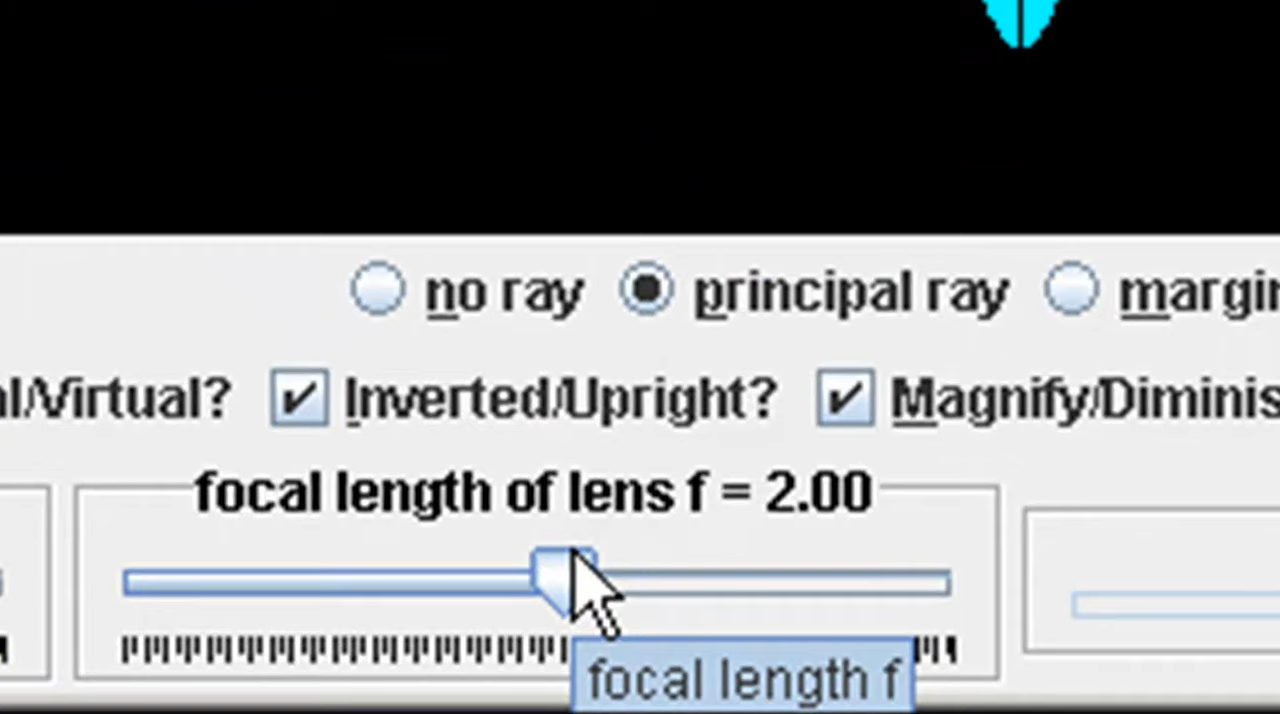 no ray principal ray margin
al/Virtual? Inverted/Upright? Magnify/Diminis
focal length of lens f = 2.00
focal length f